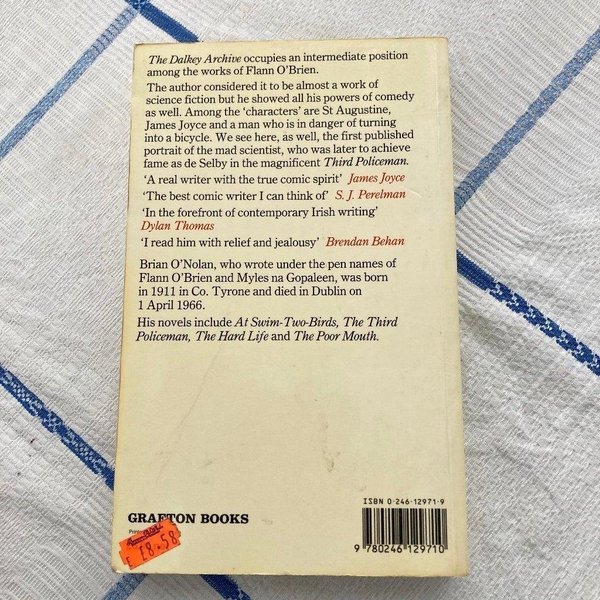 The Dalkey Archive occupies an intermediate position
among the works of Flann O'Brien.
The author considered it to be almost a work of
science fiction but he showed all his powers of comedy
as well. Among the 'characters' are St Augustine,
James Joyce and a man who is in danger of turning
into a bicycle. We see here, as well, the first published
portrait of the mad scientist, who was later to achieve
fame as de Selby in the magnificent Third Policeman.
'A real writer with the true comic spirit' James Joyce
'The best comic writer I can think of' S. J. Perelman
'In the forefront of contemporary Irish writing'
Dylan Thomas
'I read him with relief and jealousy' Brendan Behan
Brian O'Nolan, who wrote under the pen names of
Flann O'Brien and Myles na Gopaleen, was born
in 1911 in Co. Tyrone and died in Dublin on
1 April 1966.
His novels include At Swim-Two-Birds, The Third
Policeman, The Hard Life and The Poor Mouth.
ISBN 0-246-12971-9
GRAFTON BOOKS
£8.58
9 780246 129710